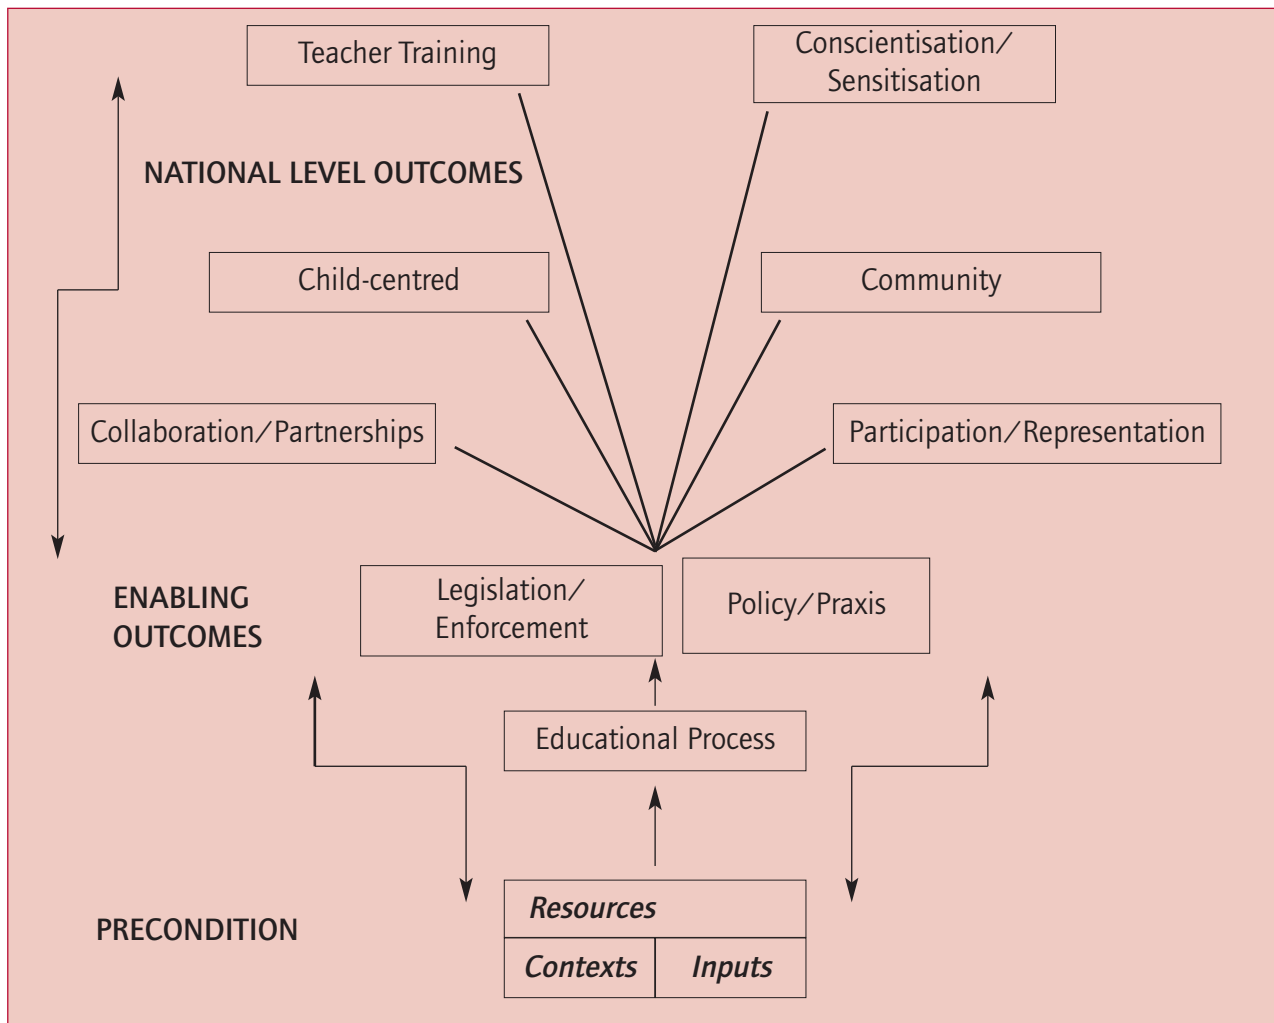 Teacher Training
Conscientisation/
Sensitisation
NATIONAL LEVEL OUTCOMES
Child-centred
Community
Collaboration/Partnerships
Participation/Representation
ENABLING
OUTCOMES
Legislation/
Enforcement
Policy/Praxis
Educational Process
PRECONDITION
Resources
Contexts
Inputs